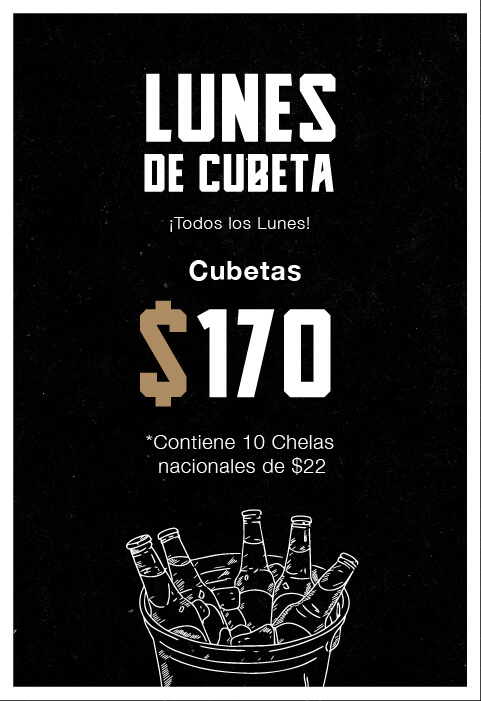 LUNES
DE CUBETA
¡Todos los Lunes!
Cubetas
$170
*Contiene 10 Chelas
nacionales de $22